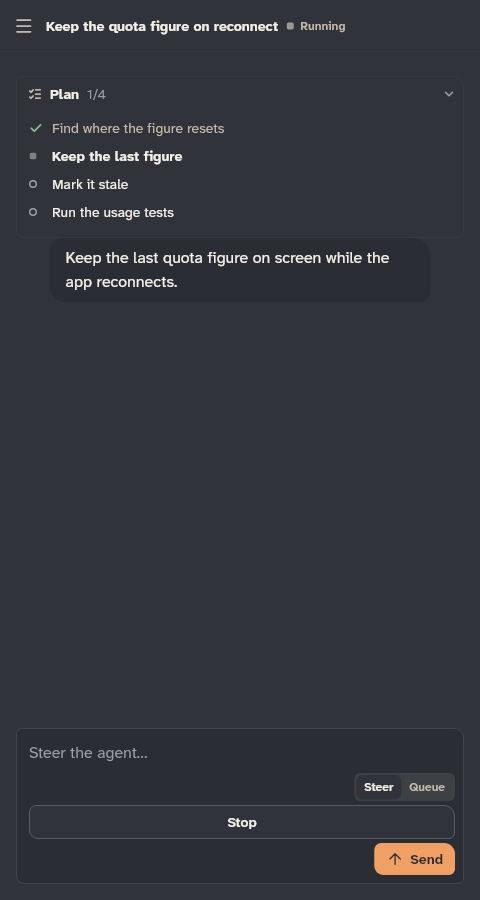 Keep the quota figure on reconnect Running
Plan 1/4
Find where the figure resets
Keep the last figure
Mark it stale
Run the usage tests
Keep the last quota figure on screen while the
app reconnects.
Steer the agent...
Steer Queue
Stop
Send